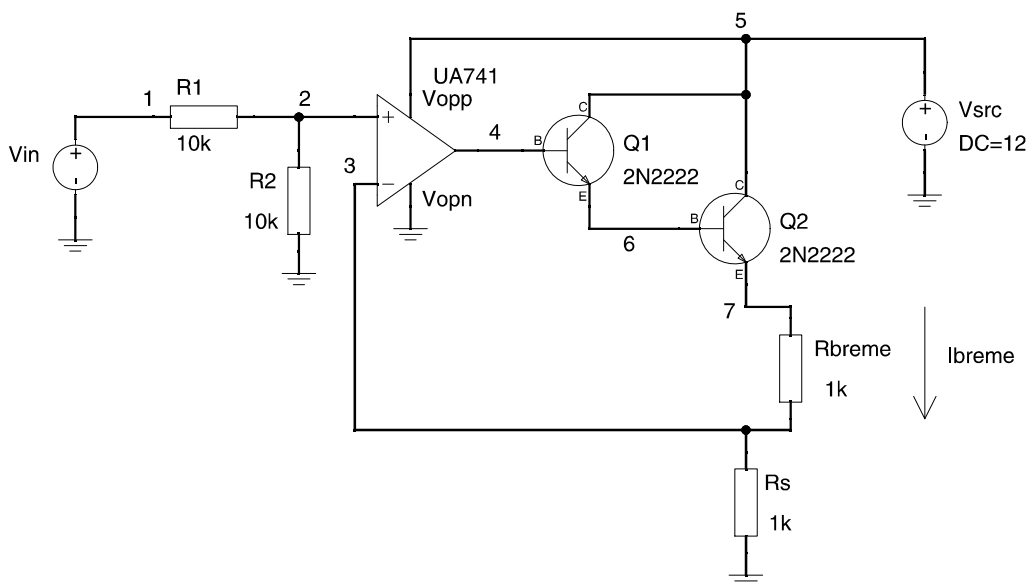 5
UA741
Vopp
R1
1
2
10k
Vin
+
-
+
−
3
4
R2
10k
Vopn
C
B
E
Q1
2N2222
6
C
B
E
Q2
2N2222
+
-
Vsrc
DC=12
7
Rbreme
1k
Ibreme
Rs
1k